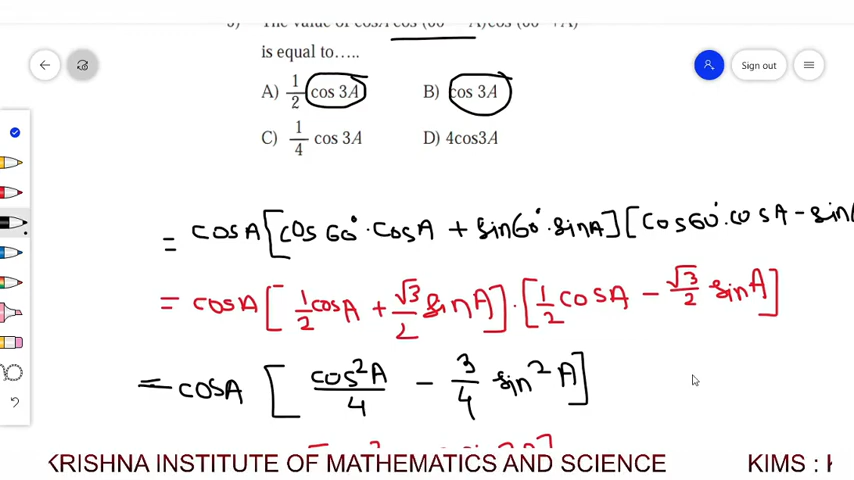 is equal to.....
Sign out
A) 1/2 cos 3A B) cos 3A
C) 1/4 cos 3A D) 4cos3A
= cosA [cos 60° · cosA + sin60° · sinA] [cos60° · cosA - sin6
= cosA [1/2 cosA + √3/2 sinA] · [1/2 cosA - √3/2 sinA]
= cosA [cos²A/4 - 3/4 sin²A]
KRISHNA INSTITUTE OF MATHEMATICS AND SCIENCE KIMS :